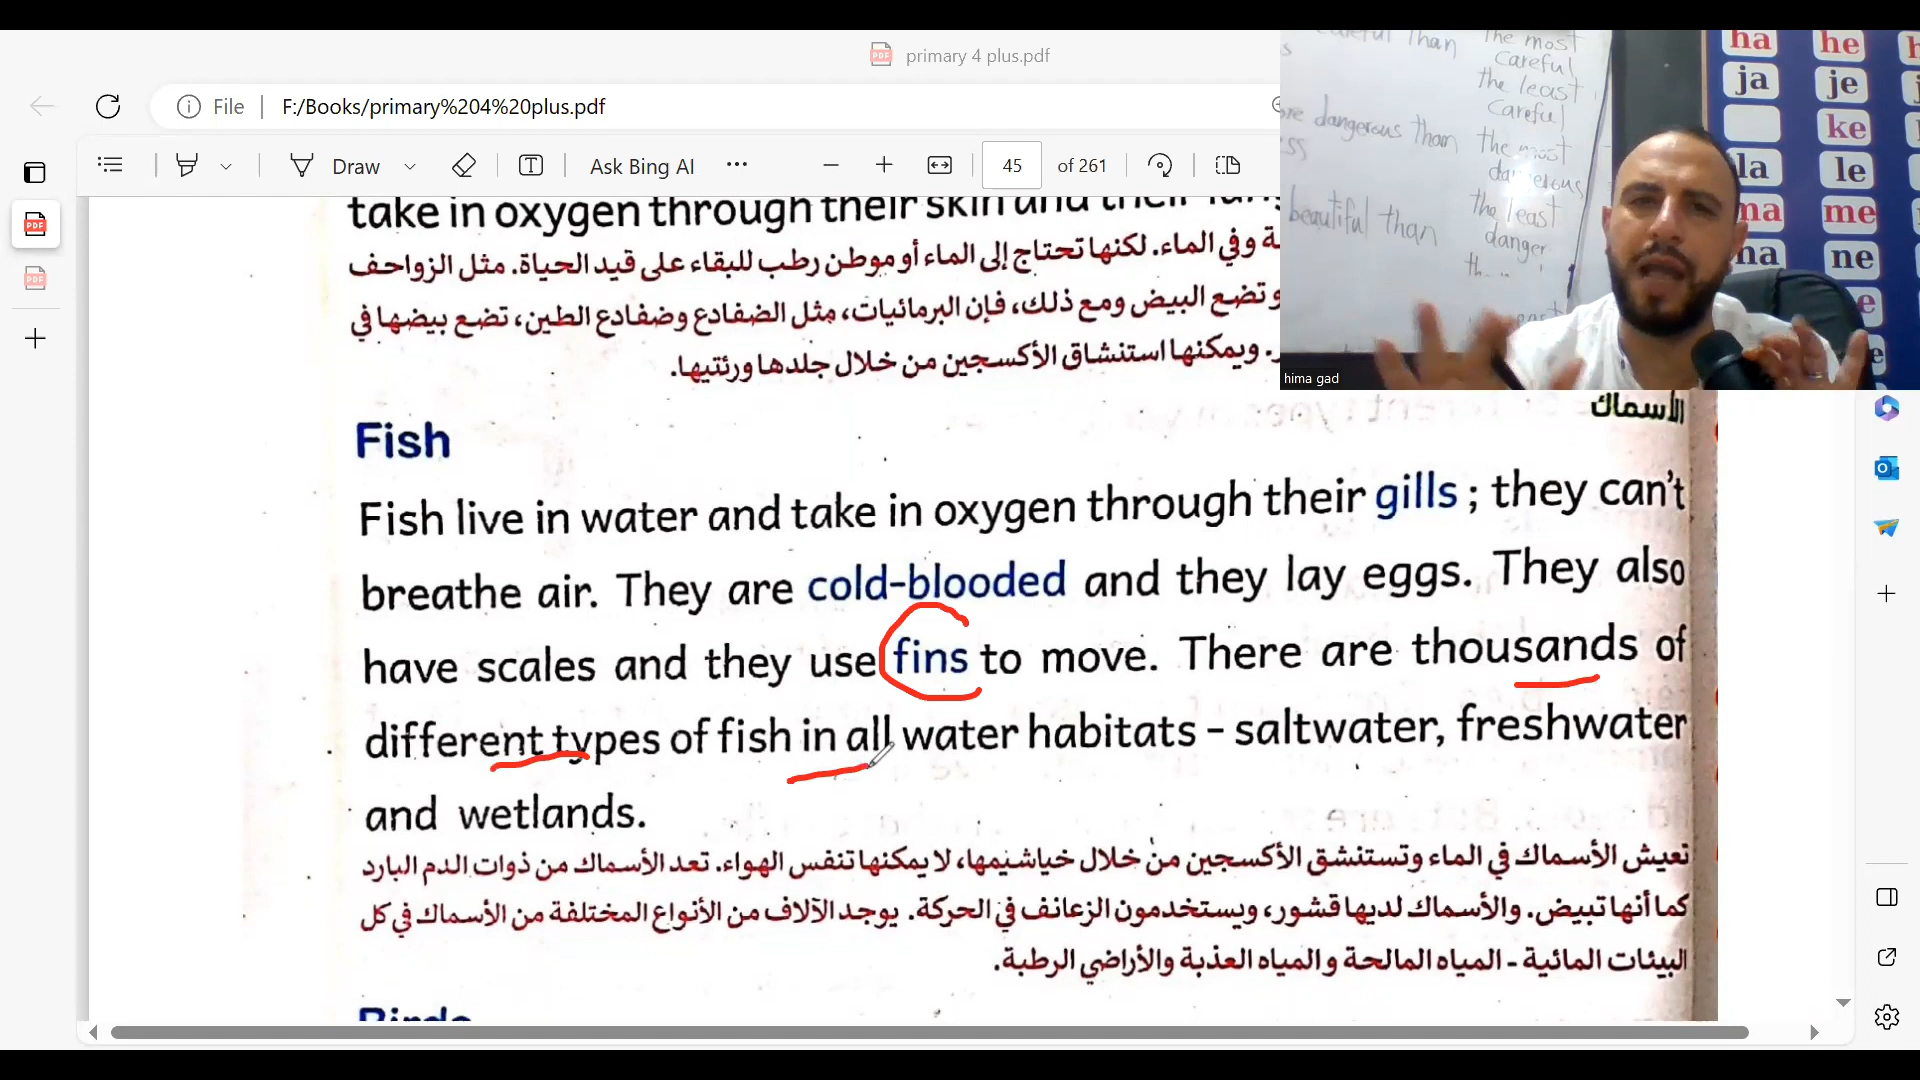 primary 4 plus.pdf
File
F:/Books/primary%204%20plus.pdf
Draw
Ask Bing AI
45
of 261
take in oxygen through their skin and their
ة وفي الماء. لكنها تحتاج إلى الماء أو موطن رطب للبقاء على قيد الحياة. مثل الزواحف
وتضع البيض ومع ذلك، فإن البرمائيات، مثل الضفادع وضفادع الطين، تضع بيضها في
ر. ويمكنها استنشاق الأكسجين من خلال جلدها ورئتيها.
الأسماك
Fish
Fish live in water and take in oxygen through their gills ; they can't
breathe air. They are cold-blooded and they lay eggs. They also
have scales and they use fins to move. There are thousands of
different types of fish in all water habitats - saltwater, freshwater
and wetlands.
تعيش الأسماك في الماء وتستنشق الأكسجين من خلال خياشيمها، لا يمكنها تنفس الهواء. تعد الأسماك من ذوات الدم البارد
كما أنها تبيض. والأسماك لديها قشور، ويستخدمون الزعانف في الحركة. يوجد الآلاف من الأنواع المختلفة من الأسماك في كل
البيئات المائية - المياه المالحة والمياه العذبة والأراضي الرطبة.
Birds
than
the most
careful
the least
careful
dangerous than
the most
dangerous
beautiful than
the least
danger
ha he
ja je
ke
la le
ma me
na ne
hima gad